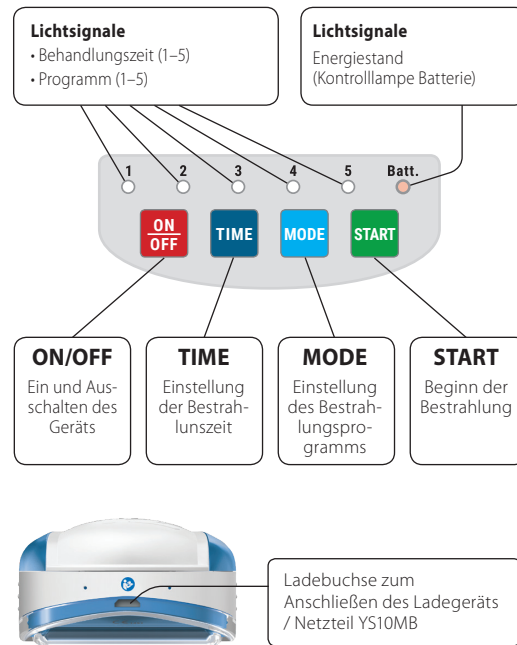 Lichtsignale
• Behandlungszeit (1–5)
• Programm (1–5)
Lichtsignale
Energiestand
(Kontrolllampe Batterie)
1 2 3 4 5 Batt.
ON
OFF
TIME
MODE
START
ON/OFF
Ein und Aus-
schalten des
Geräts
TIME
Einstellung
der Bestrah-
lunszeit
MODE
Einstellung
des Bestrah-
lungspro-
gramms
START
Beginn der
Bestrahlung
Ladebuchse zum
Anschließen des Ladegeräts
/ Netzteil YS10MB